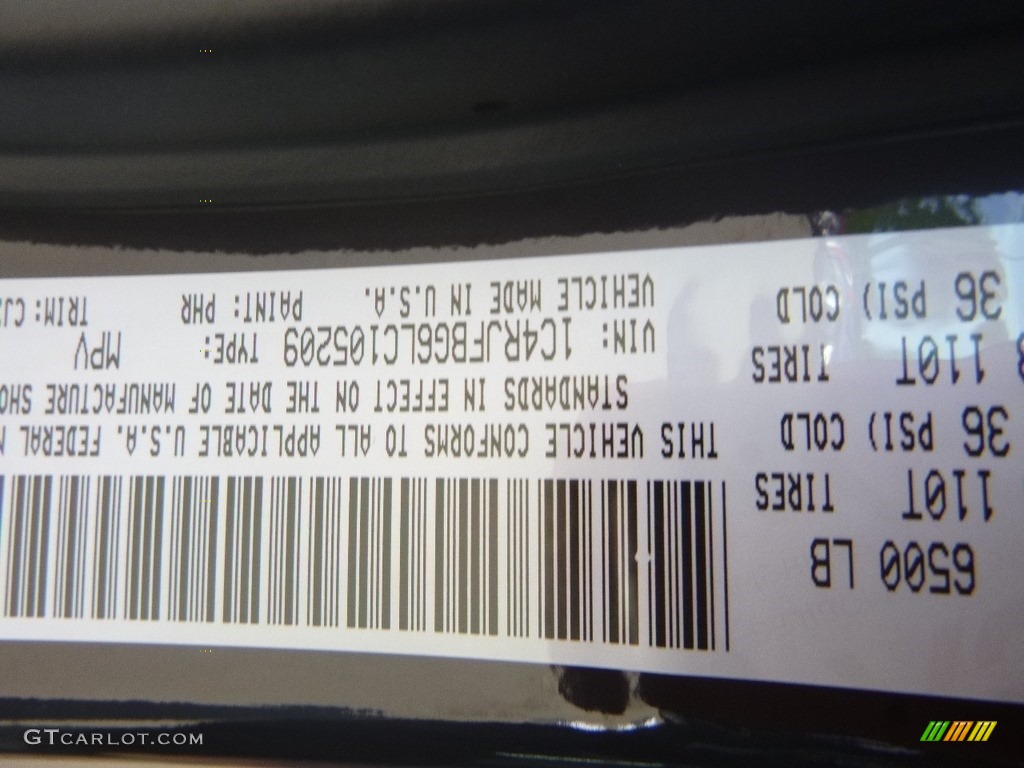 6500 LB
110T TIRES
36 PSI) COLD
110T TIRES
36 PSI) COLD
THIS VEHICLE CONFORMS TO ALL APPLICABLE U.S.A. FEDERAL
STANDARDS IN EFFECT ON THE DATE OF MANUFACTURE SHO
VIN: 1C4RJFBG6LC105209 TYPE: MPV
VEHICLE MADE IN U.S.A. PAINT: PHR TRIM: CJ
GTCARLOT.COM